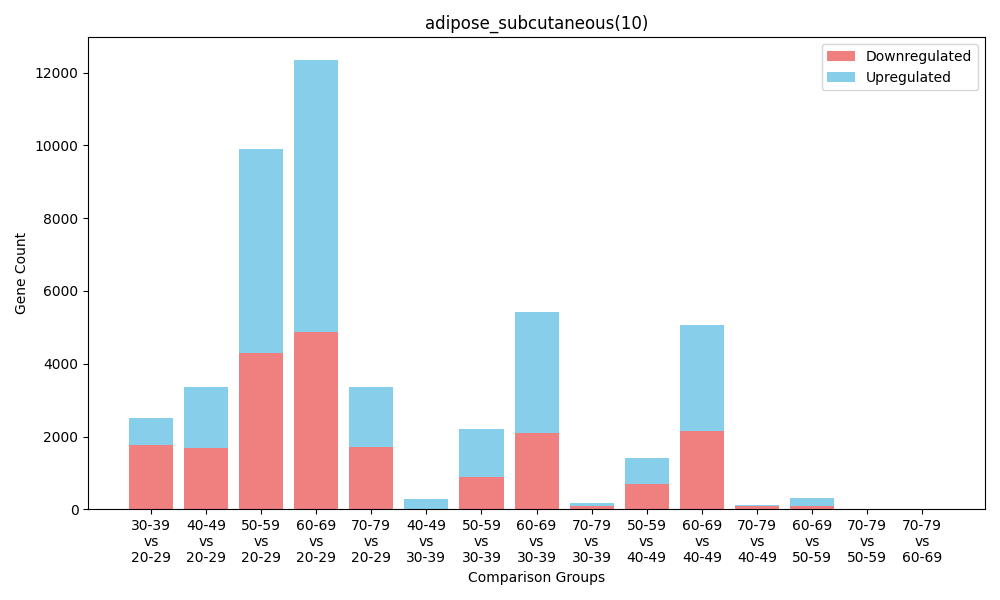 adipose_subcutaneous(10)
Downregulated
Upregulated
Gene Count
12000
10000
8000
6000
4000
2000
0
30-39 vs 20-29
40-49 vs 20-29
50-59 vs 20-29
60-69 vs 20-29
70-79 vs 20-29
40-49 vs 30-39
50-59 vs 30-39
60-69 vs 30-39
70-79 vs 30-39
50-59 vs 40-49
60-69 vs 40-49
70-79 vs 40-49
60-69 vs 50-59
70-79 vs 50-59
70-79 vs 60-69
Comparison Groups